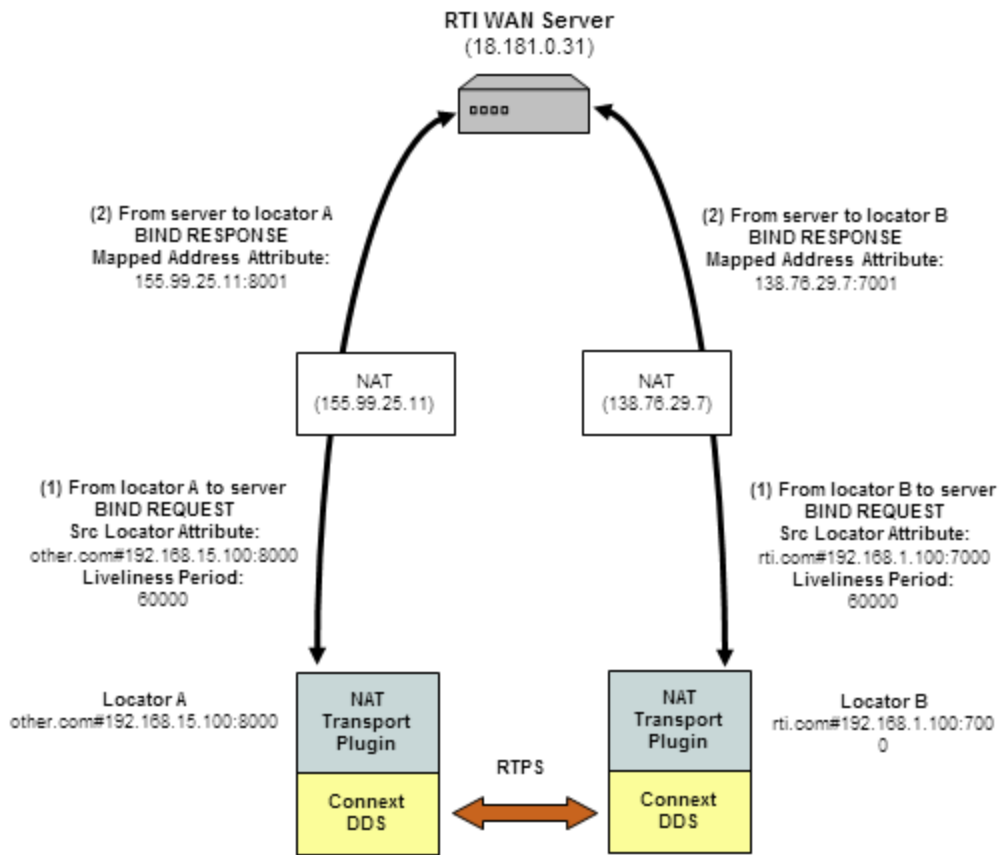 RTI WAN Server
(18.181.0.31)
(2) From server to locator A
BIND RESPONSE
Mapped Address Attribute:
155.99.25.11:8001
(2) From server to locator B
BIND RESPONSE
Mapped Address Attribute:
138.76.29.7:7001
NAT
(155.99.25.11)
NAT
(138.76.29.7)
(1) From locator A to server
BIND REQUEST
Src Locator Attribute:
other.com#192.168.15.100:8000
Liveliness Period:
60000
(1) From locator B to server
BIND REQUEST
Src Locator Attribute:
rti.com#192.168.1.100:7000
Liveliness Period:
60000
Locator A
other.com#192.168.15.100:8000
NAT
Transport
Plugin
NAT
Transport
Plugin
Locator B
rti.com#192.168.1.100:700
0
RTPS
Connext
DDS
Connext
DDS